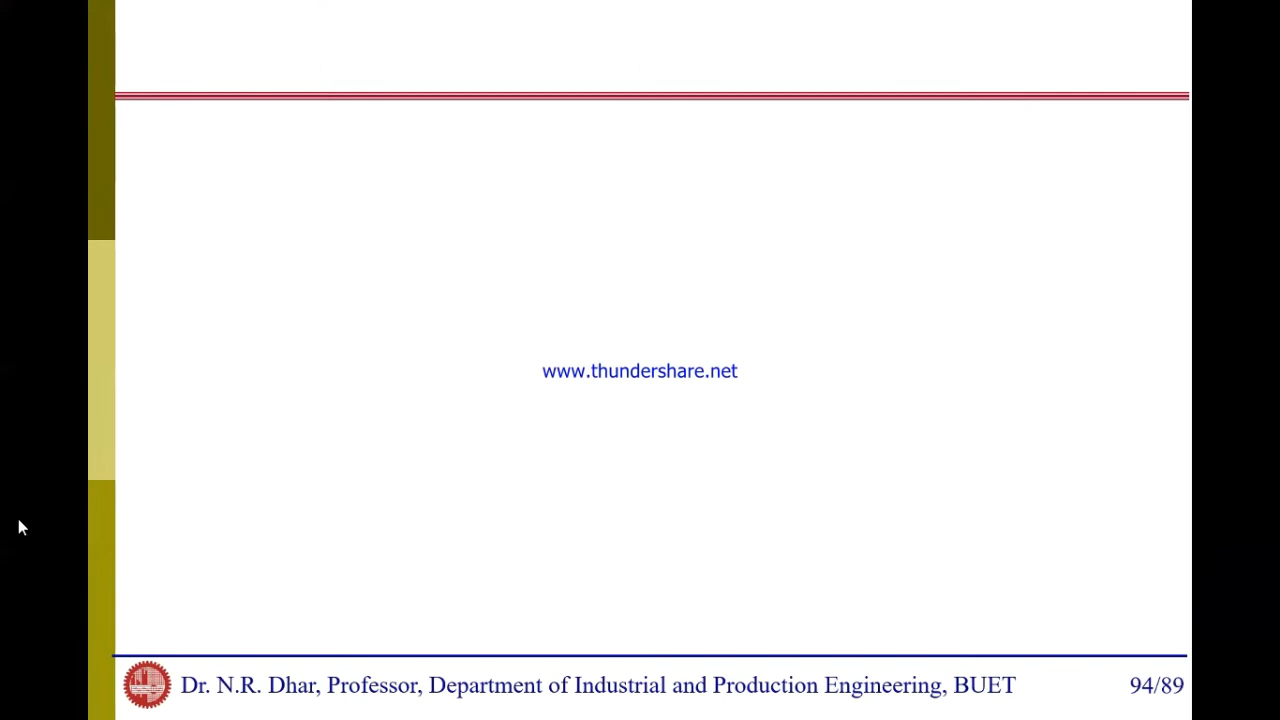 www.thundershare.net
Dr. N.R. Dhar, Professor, Department of Industrial and Production Engineering, BUET 94/89